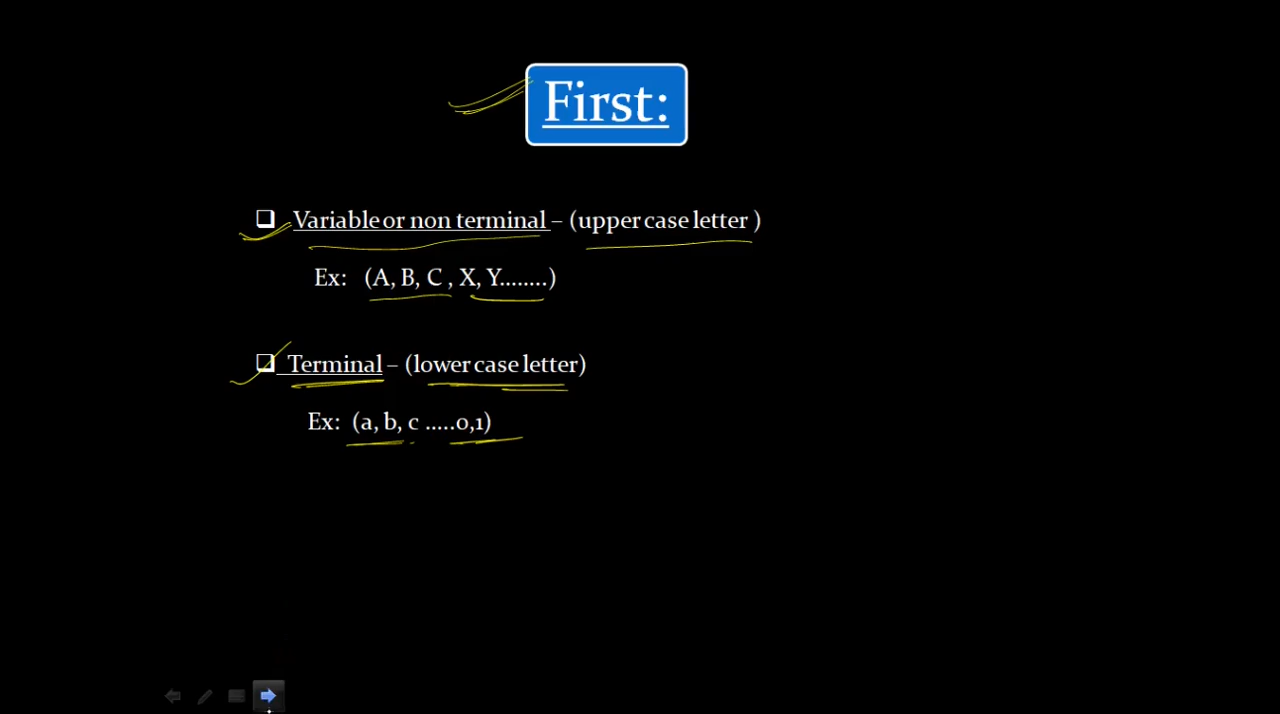 First:
❑ Variable or non terminal – (upper case letter )
Ex: (A, B, C , X, Y........)
❑ Terminal – (lower case letter)
Ex: (a, b, c .....0,1)